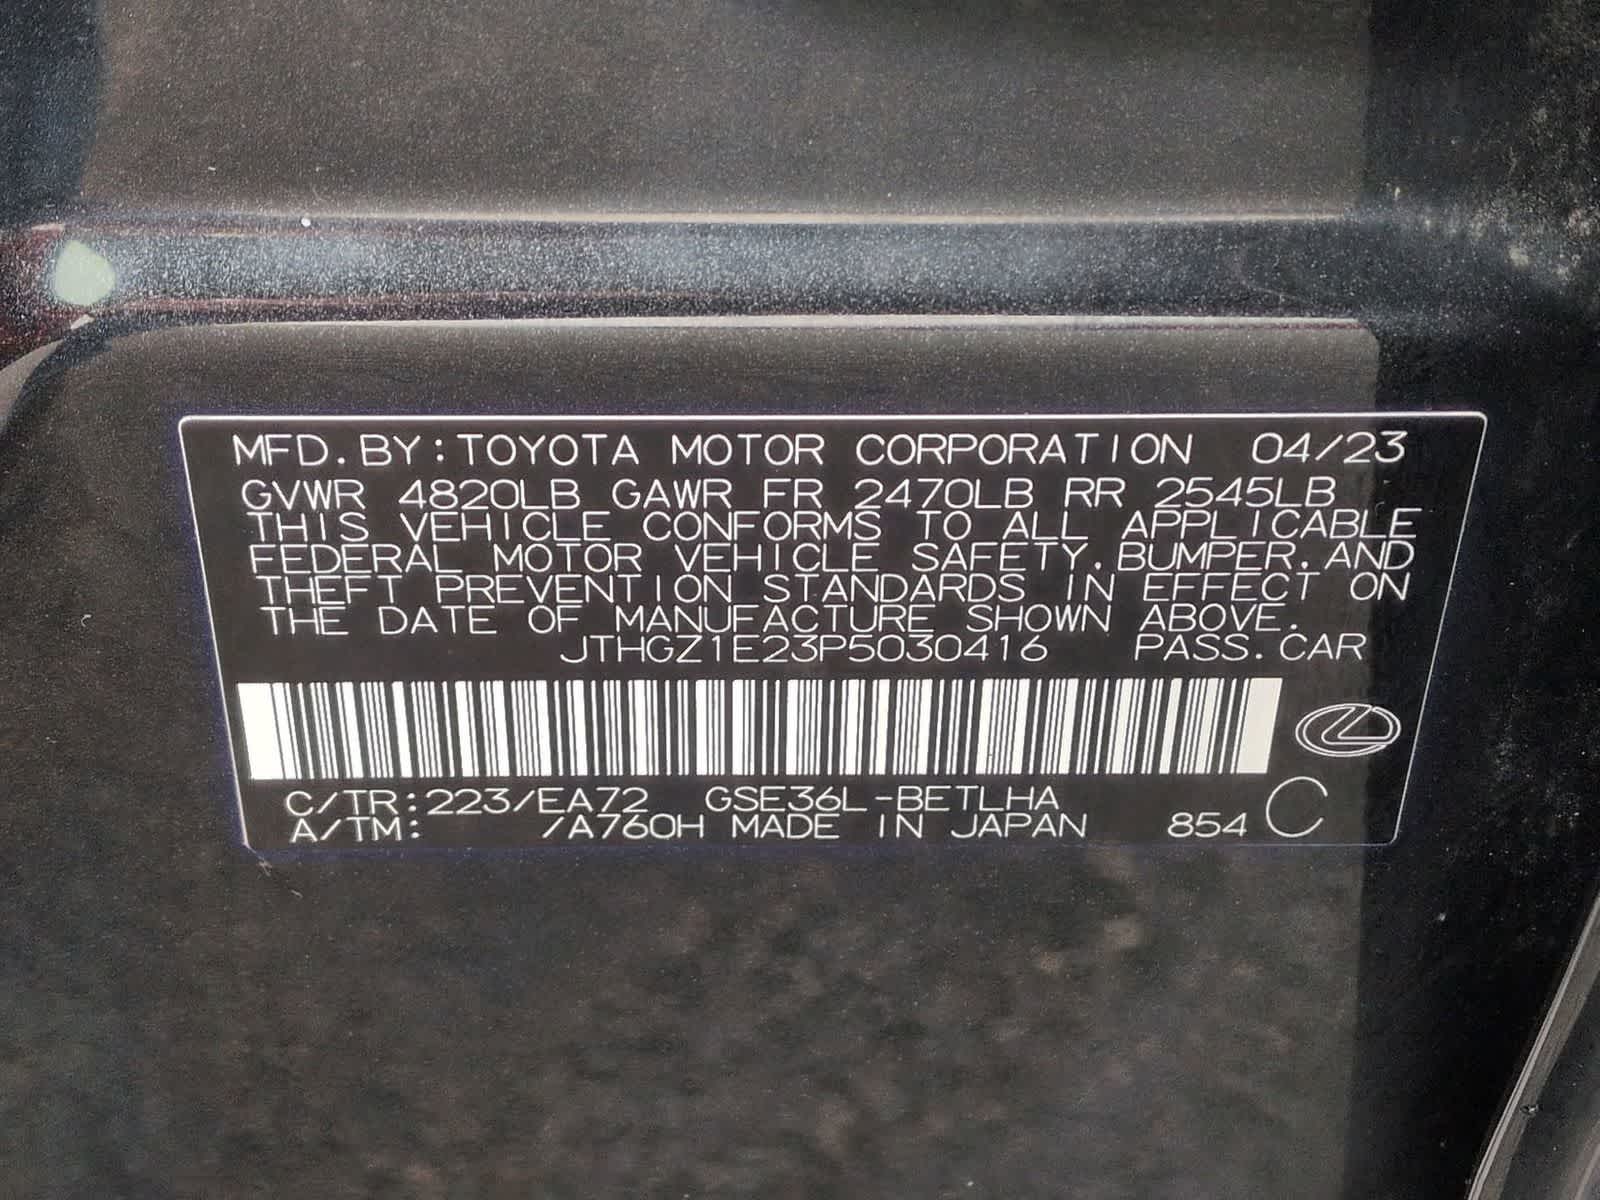 MFD. BY: TOYOTA MOTOR CORPORATION 04/23
GVWR 4820LB GAWR FR 2470LB RR 2545LB
THIS VEHICLE CONFORMS TO ALL APPLICABLE
FEDERAL MOTOR VEHICLE SAFETY, BUMPER, AND
THEFT PREVENTION STANDARDS IN EFFECT ON
THE DATE OF MANUFACTURE SHOWN ABOVE.
JTHGZ1E23P5030416 PASS. CAR
C/TR: 223/EA72 GSE36L-BETLHA
A/TM: /A760H MADE IN JAPAN 854 C